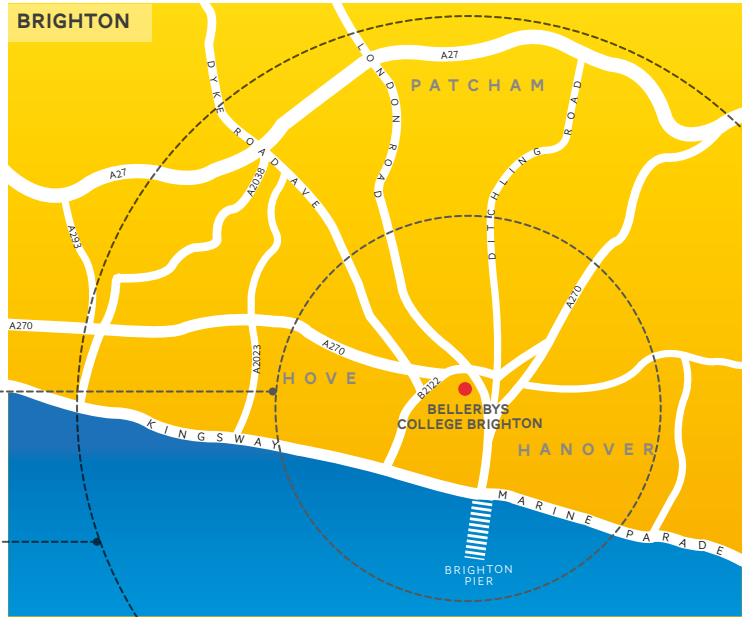 BRIGHTON
A27
PATCHAM
LONDON ROAD
DYKE ROAD AVE
DITCHLING ROAD
A27
A2038
A293
A270
A270
A270
A2023
HOVE
B2122
BELLERBYS
COLLEGE BRIGHTON
HANOVER
KINGSWAY
MARINE PARADE
BRIGHTON
PIER